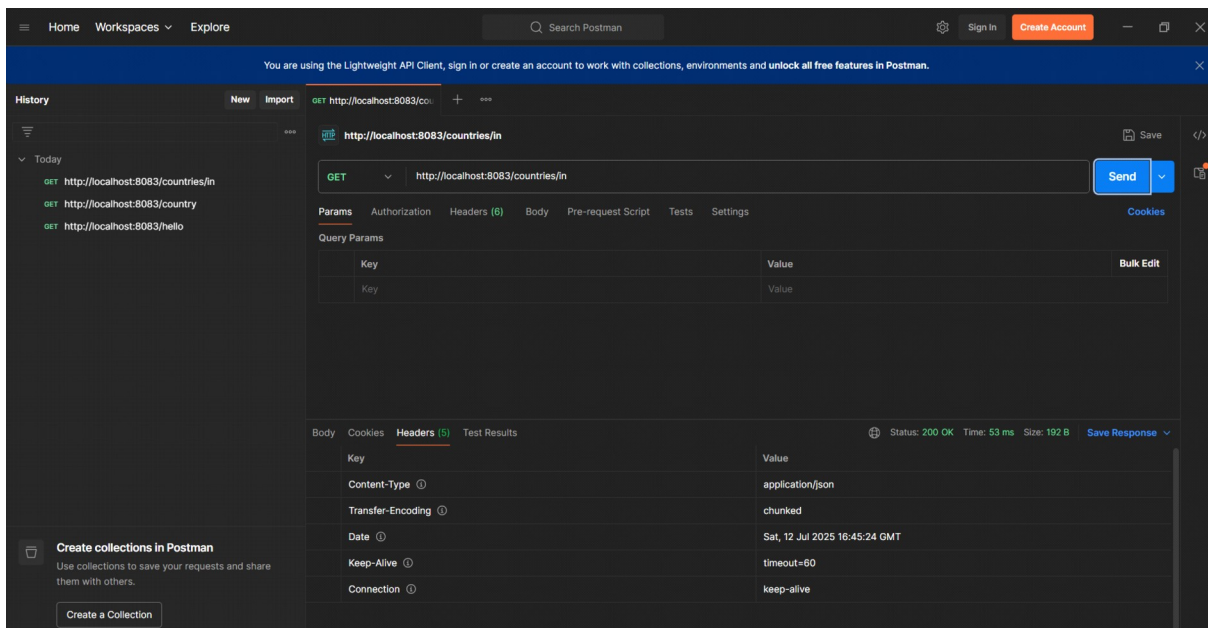 Home Workspaces Explore Search Postman Sign In Create Account
You are using the Lightweight API Client, sign in or create an account to work with collections, environments and unlock all free features in Postman.
History New Import GET http://localhost:8083/cou
HTTP http://localhost:8083/countries/in Save </>
Today
GET http://localhost:8083/countries/in
GET http://localhost:8083/country
GET http://localhost:8083/hello
GET http://localhost:8083/countries/in Send
Params Authorization Headers (6) Body Pre-request Script Tests Settings Cookies
Query Params
Key Value Bulk Edit
Key Value
Body Cookies Headers (5) Test Results Status: 200 OK Time: 53 ms Size: 192 B Save Response
Key Value
Content-Type application/json
Transfer-Encoding chunked
Date Sat, 12 Jul 2025 16:45:24 GMT
Keep-Alive timeout=60
Connection keep-alive
Create collections in Postman
Use collections to save your requests and share
them with others.
Create a Collection